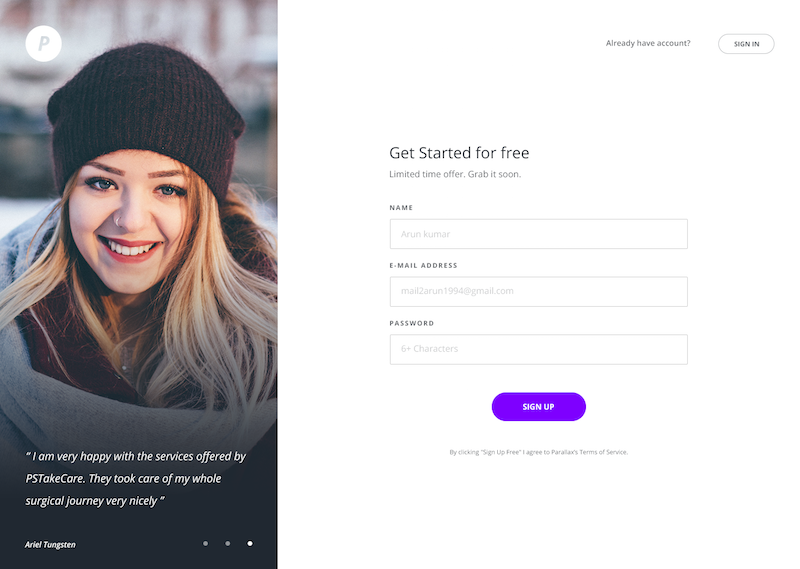 P
Already have account?
SIGN IN
Get Started for free
Limited time offer. Grab it soon.
NAME
Arun kumar
E-MAIL ADDRESS
mail2arun1994@gmail.com
PASSWORD
6+ Characters
SIGN UP
By clicking "Sign Up Free" I agree to Parallax's Terms of Service.
“ I am very happy with the services offered by
PSTakeCare. They took care of my whole
surgical journey very nicely ”
Ariel Tungsten